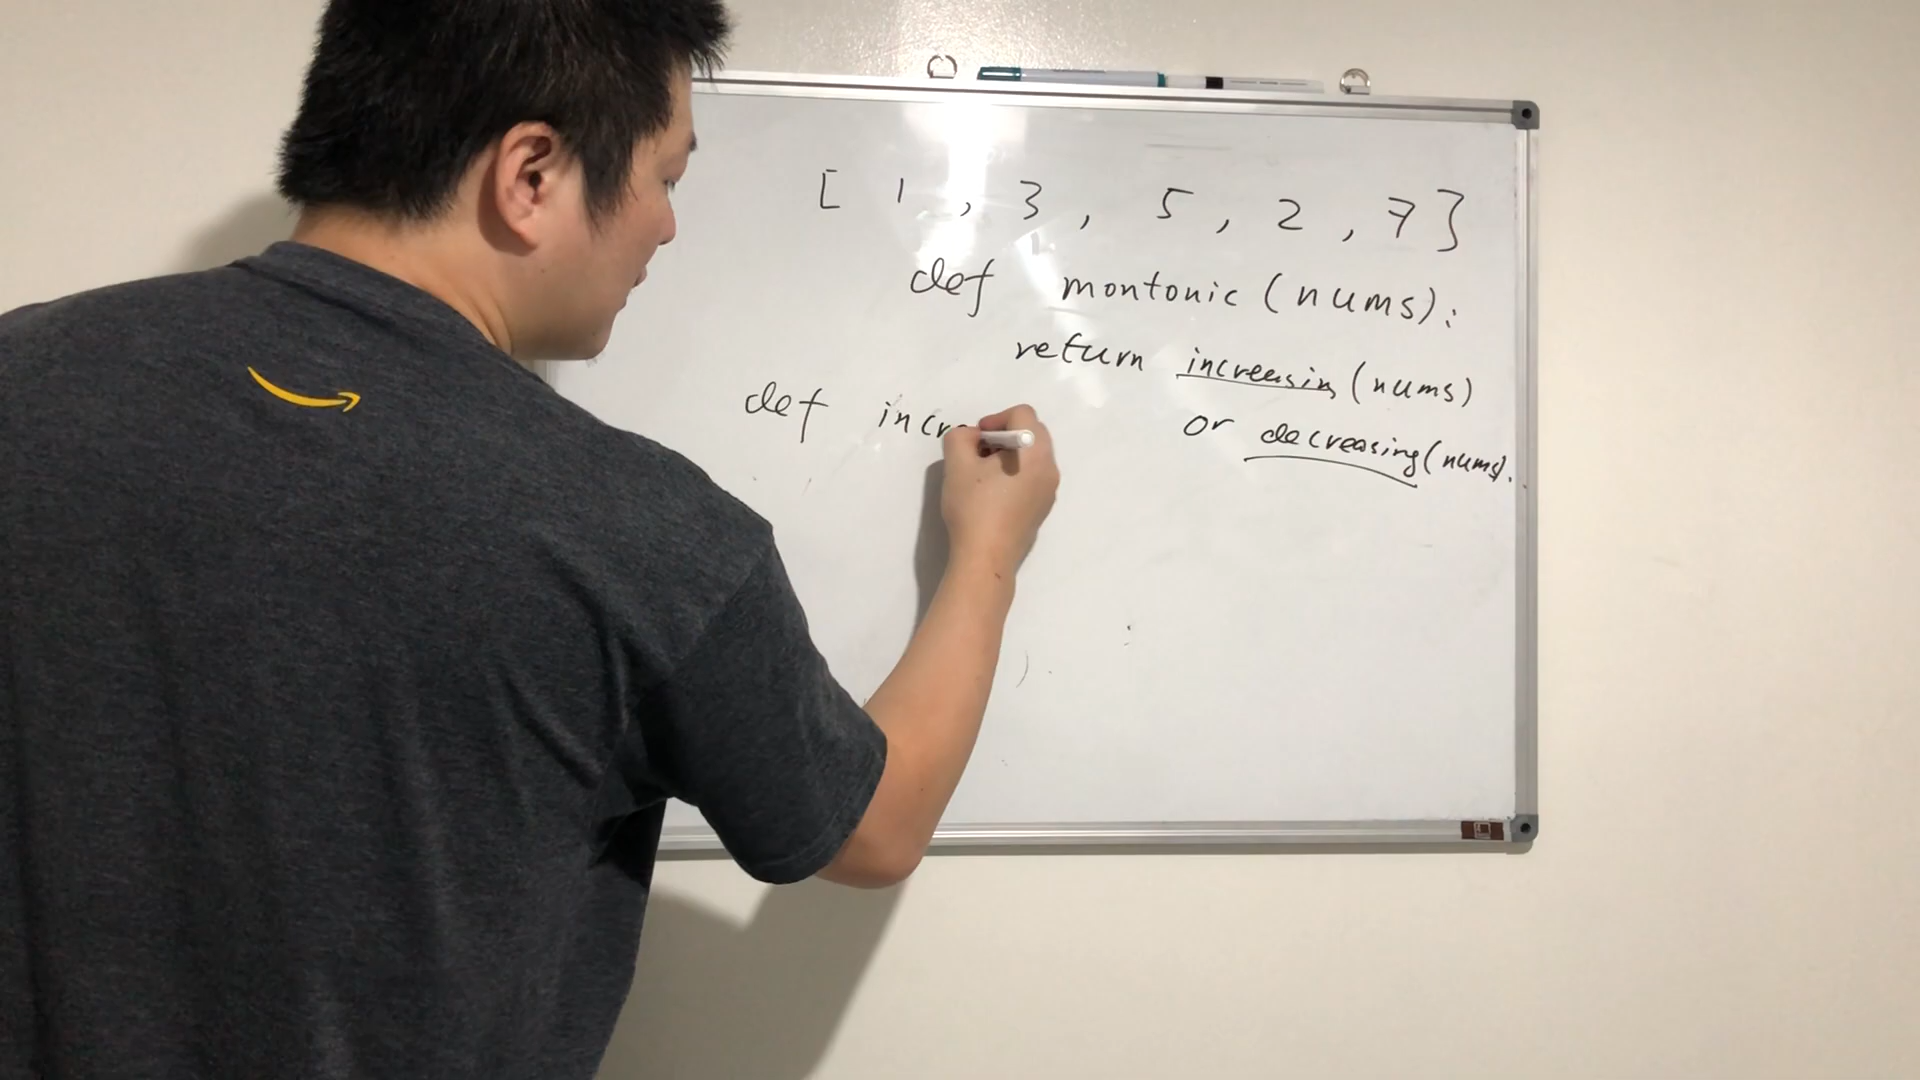 [ 1 , 3 , 5 , 2 , 7 ]
def montonic (nums):
return increasing (nums)
or decreasing (nums).
def incre